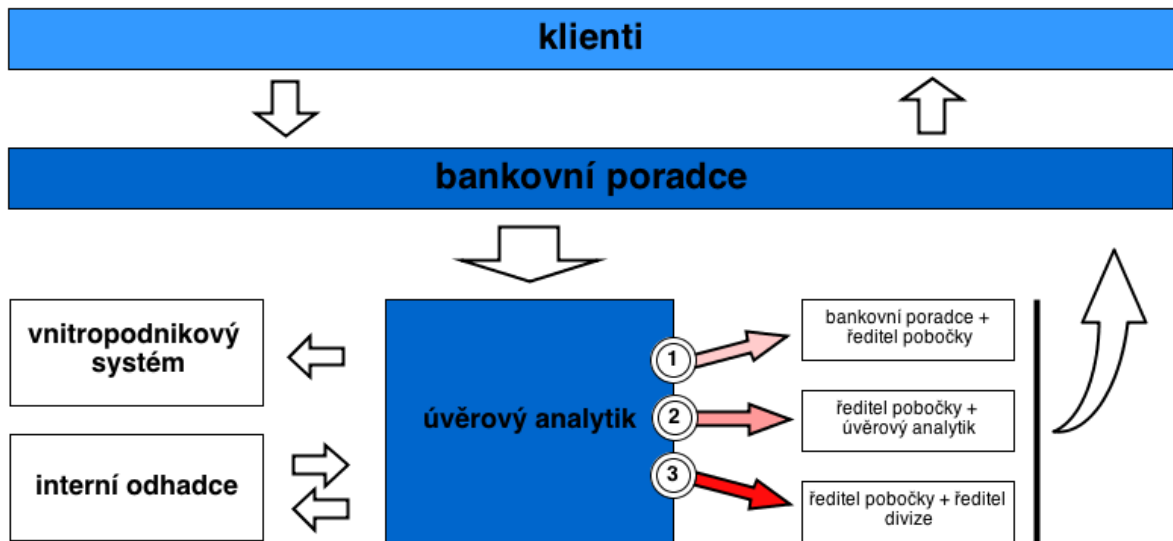 klienti
bankovní poradce
vnitropodnikový
systém
interní odhadce
úvěrový analytik
1
2
3
bankovní poradce +
ředitel pobočky
ředitel pobočky +
úvěrový analytik
ředitel pobočky + ředitel
divize